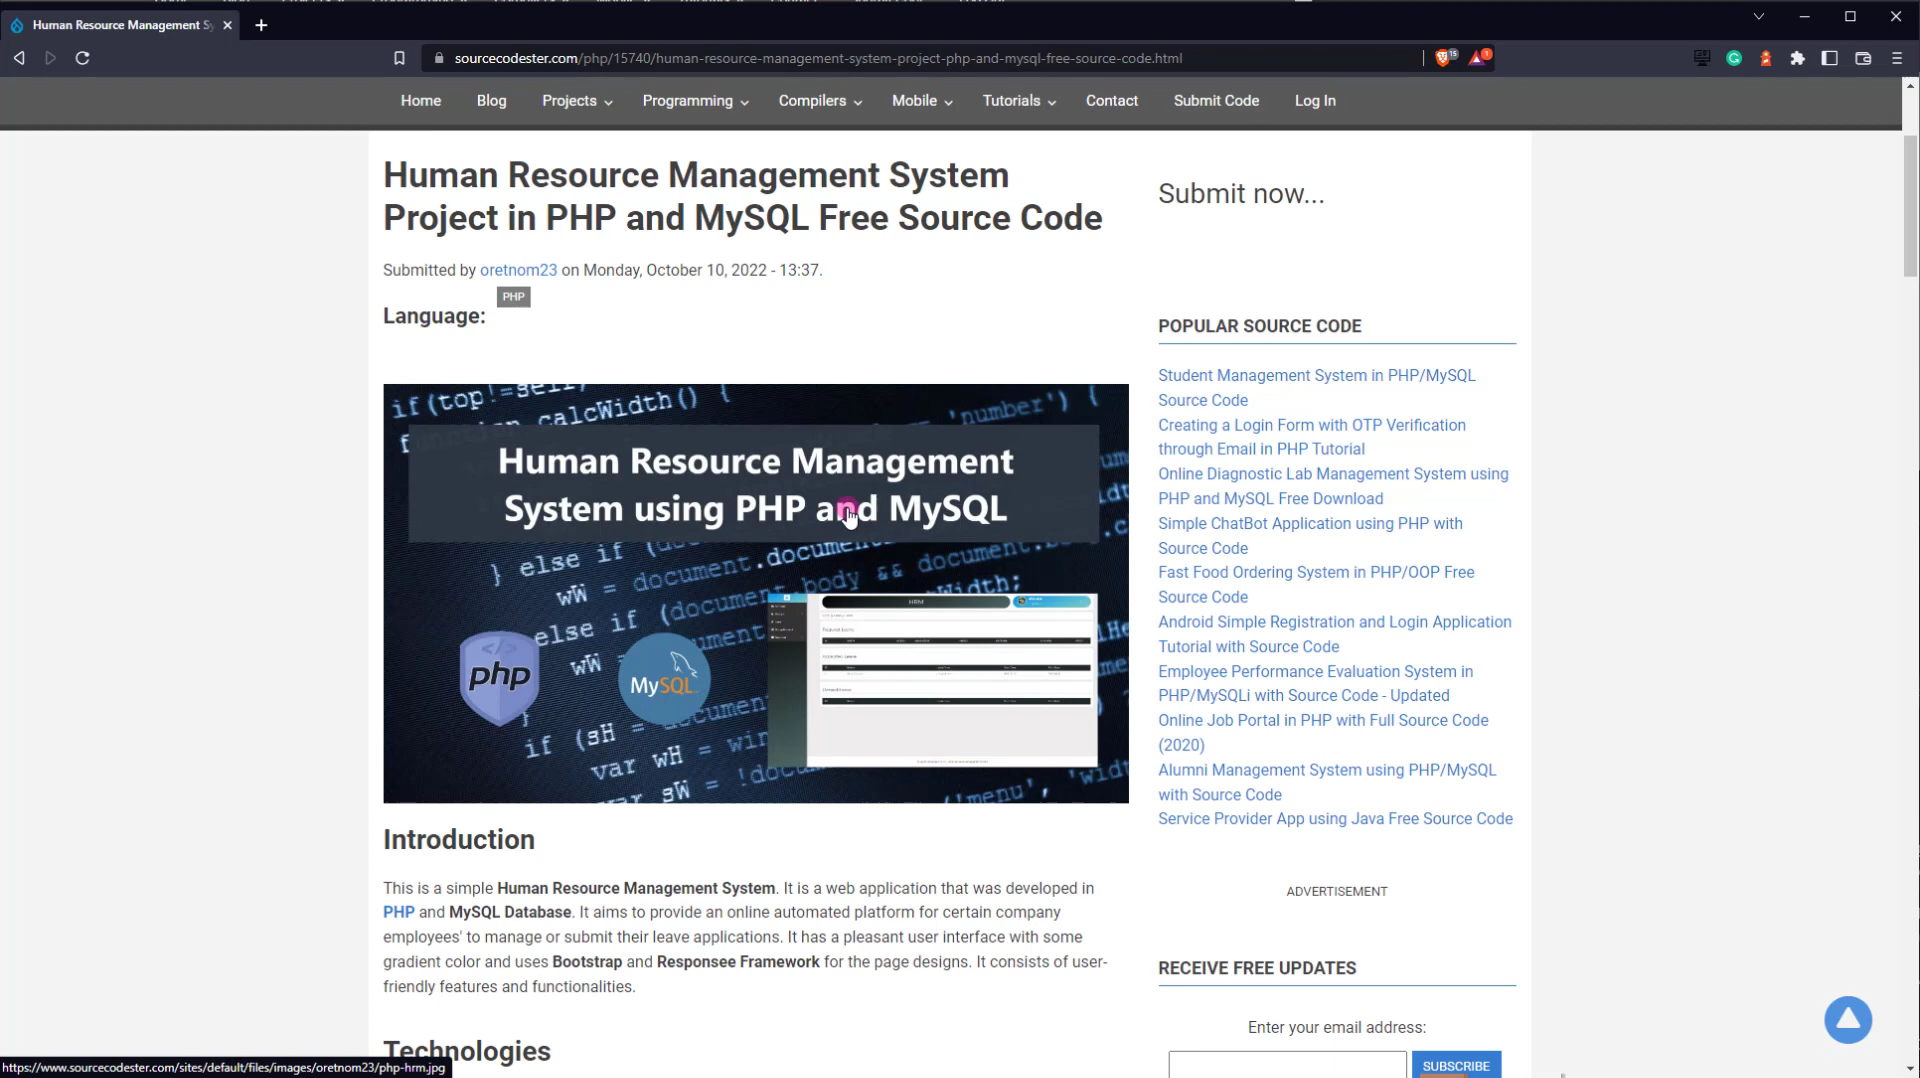 Human Resource Management Sy
sourcecodester.com/php/15740/human-resource-management-system-project-php-and-mysql-free-source-code.html
15
1
Home Blog Projects Programming Compilers Mobile Tutorials Contact Submit Code Log In
Human Resource Management System
Project in PHP and MySQL Free Source Code
Submitted by oretnom23 on Monday, October 10, 2022 - 13:37.
PHP
Language:
if(top!=self)
calcWidth() {
'number') {
Human Resource Management
System using PHP and MySQL
} else if
wW = document.document
document.body && document.
else if
wW
if (sH =
var wH = win
var sW = !docum
('menu', 'widt
php
MySQL
HRM
Introduction
This is a simple Human Resource Management System. It is a web application that was developed in
PHP and MySQL Database. It aims to provide an online automated platform for certain company
employees' to manage or submit their leave applications. It has a pleasant user interface with some
gradient color and uses Bootstrap and Responsee Framework for the page designs. It consists of user-
friendly features and functionalities.
Technologies
Submit now...
POPULAR SOURCE CODE
Student Management System in PHP/MySQL
Source Code
Creating a Login Form with OTP Verification
through Email in PHP Tutorial
Online Diagnostic Lab Management System using
PHP and MySQL Free Download
Simple ChatBot Application using PHP with
Source Code
Fast Food Ordering System in PHP/OOP Free
Source Code
Android Simple Registration and Login Application
Tutorial with Source Code
Employee Performance Evaluation System in
PHP/MySQLi with Source Code - Updated
Online Job Portal in PHP with Full Source Code
(2020)
Alumni Management System using PHP/MySQL
with Source Code
Service Provider App using Java Free Source Code
ADVERTISEMENT
RECEIVE FREE UPDATES
Enter your email address:
SUBSCRIBE
https://www.sourcecodester.com/sites/default/files/images/oretnom23/php-hrm.jpg